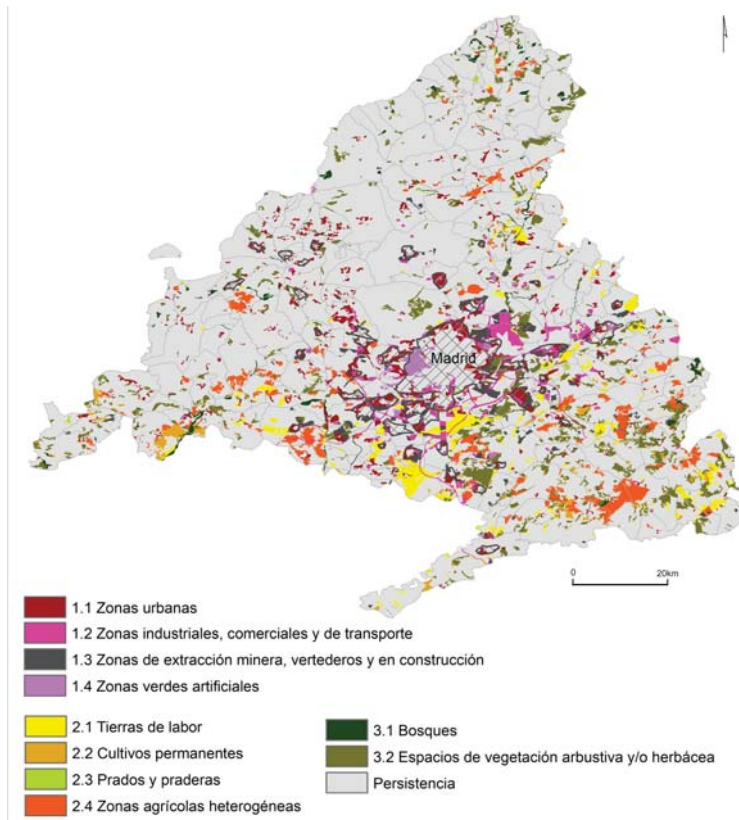 Madrid
0 20km
1.1 Zonas urbanas
1.2 Zonas industriales, comerciales y de transporte
1.3 Zonas de extracción minera, vertederos y en construcción
1.4 Zonas verdes artificiales
2.1 Tierras de labor
2.2 Cultivos permanentes
2.3 Prados y praderas
2.4 Zonas agrícolas heterogéneas
3.1 Bosques
3.2 Espacios de vegetación arbustiva y/o herbácea
Persistencia